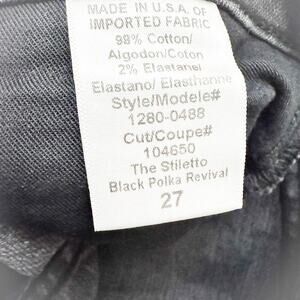 MADE IN U.S.A. OF
IMPORTED FABRIC
98% Cotton/
Algodon/Coton
2% Elastane/
Elastano/ Elasthanne
Style/Modele#
1280-0488
Cut/Coupe#
104650
The Stiletto
Black Polka Revival
27